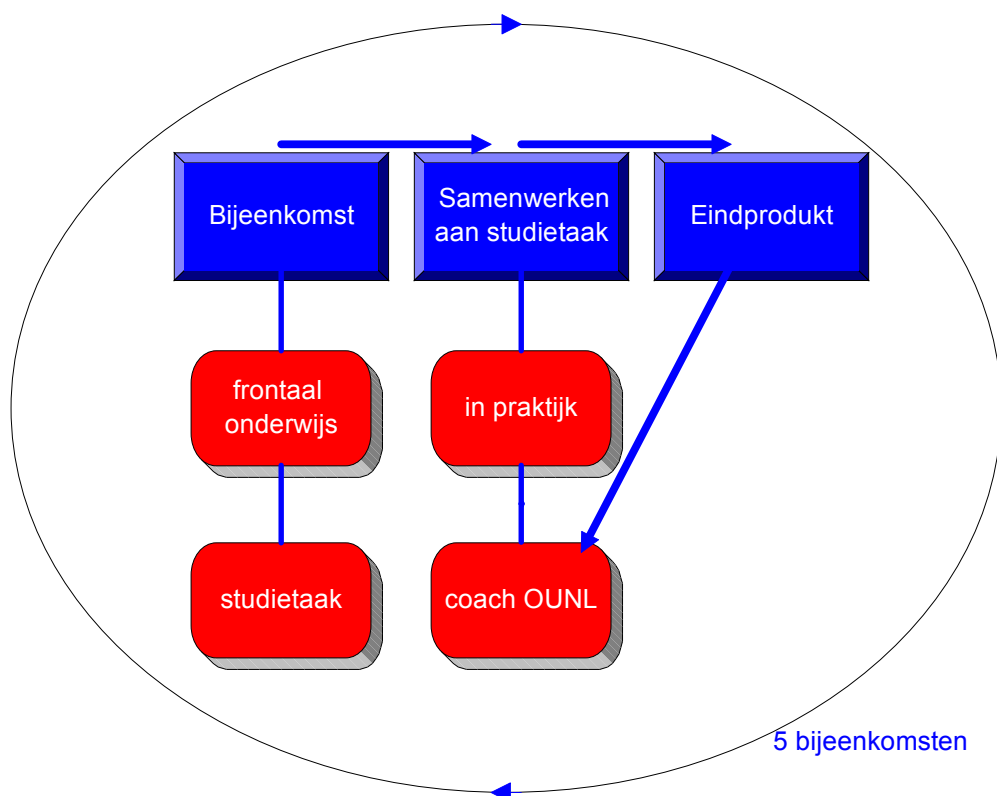 Bijeenkomst
Samenwerken
aan studietaak
Eindprodukt
frontaal
onderwijs
in praktijk
studietaak
coach OUNL
5 bijeenkomsten